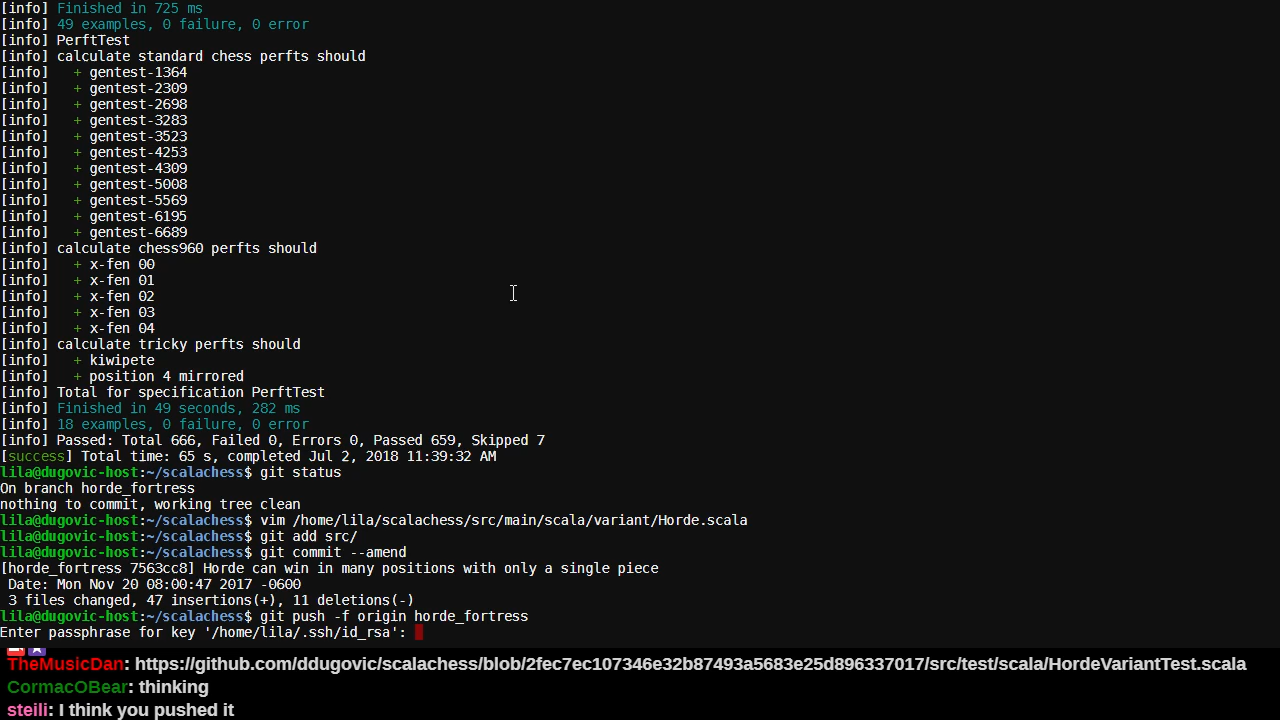 [info] Finished in 725 ms
[info] 49 examples, 0 failure, 0 error
[info] PerftTest
[info] calculate standard chess perfts should
[info]   + gentest-1364
[info]   + gentest-2309
[info]   + gentest-2698
[info]   + gentest-3283
[info]   + gentest-3523
[info]   + gentest-4253
[info]   + gentest-4309
[info]   + gentest-5008
[info]   + gentest-5569
[info]   + gentest-6195
[info]   + gentest-6689
[info] calculate chess960 perfts should
[info]   + x-fen 00
[info]   + x-fen 01
[info]   + x-fen 02
[info]   + x-fen 03
[info]   + x-fen 04
[info] calculate tricky perfts should
[info]   + kiwipete
[info]   + position 4 mirrored
[info] Total for specification PerftTest
[info] Finished in 49 seconds, 282 ms
[info] 18 examples, 0 failure, 0 error
[info] Passed: Total 666, Failed 0, Errors 0, Passed 659, Skipped 7
[success] Total time: 65 s, completed Jul 2, 2018 11:39:32 AM
lila@dugovic-host:~/scalachess$ git status
On branch horde_fortress
nothing to commit, working tree clean
lila@dugovic-host:~/scalachess$ vim /home/lila/scalachess/src/main/scala/variant/Horde.scala
lila@dugovic-host:~/scalachess$ git add src/
lila@dugovic-host:~/scalachess$ git commit --amend
[horde_fortress 7563cc8] Horde can win in many positions with only a single piece
 Date: Mon Nov 20 08:00:47 2017 -0600
 3 files changed, 47 insertions(+), 11 deletions(-)
lila@dugovic-host:~/scalachess$ git push -f origin horde_fortress
Enter passphrase for key '/home/lila/.ssh/id_rsa':
TheMusicDan: https://github.com/ddugovic/scalachess/blob/2fec7ec107346e32b87493a5683e25d896337017/src/test/scala/HordeVariantTest.scala
CormacOBear: thinking
steili: I think you pushed it